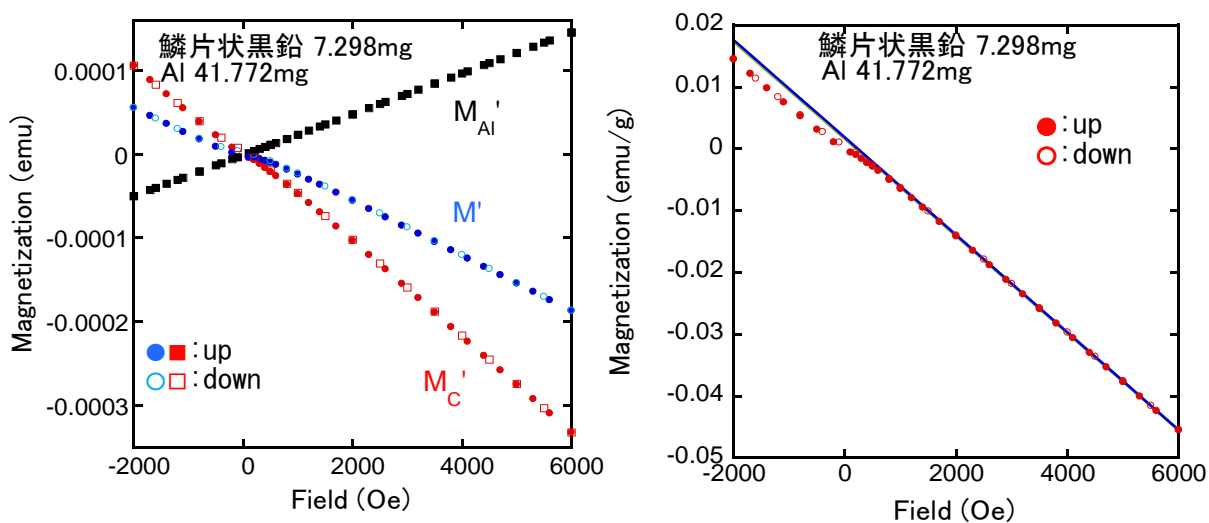 鱗片状黒鉛 7.298mg
Al 41.772mg
M_Al'
M'
M_C'
:up
:down
0.0001
0
-0.0001
-0.0002
-0.0003
-2000 0 2000 4000 6000
Magnetization (emu)
Field (Oe)
鱗片状黒鉛 7.298mg
Al 41.772mg
:up
:down
0.02
0.01
0
-0.01
-0.02
-0.03
-0.04
-0.05
-2000 0 2000 4000 6000
Magnetization (emu/g)
Field (Oe)